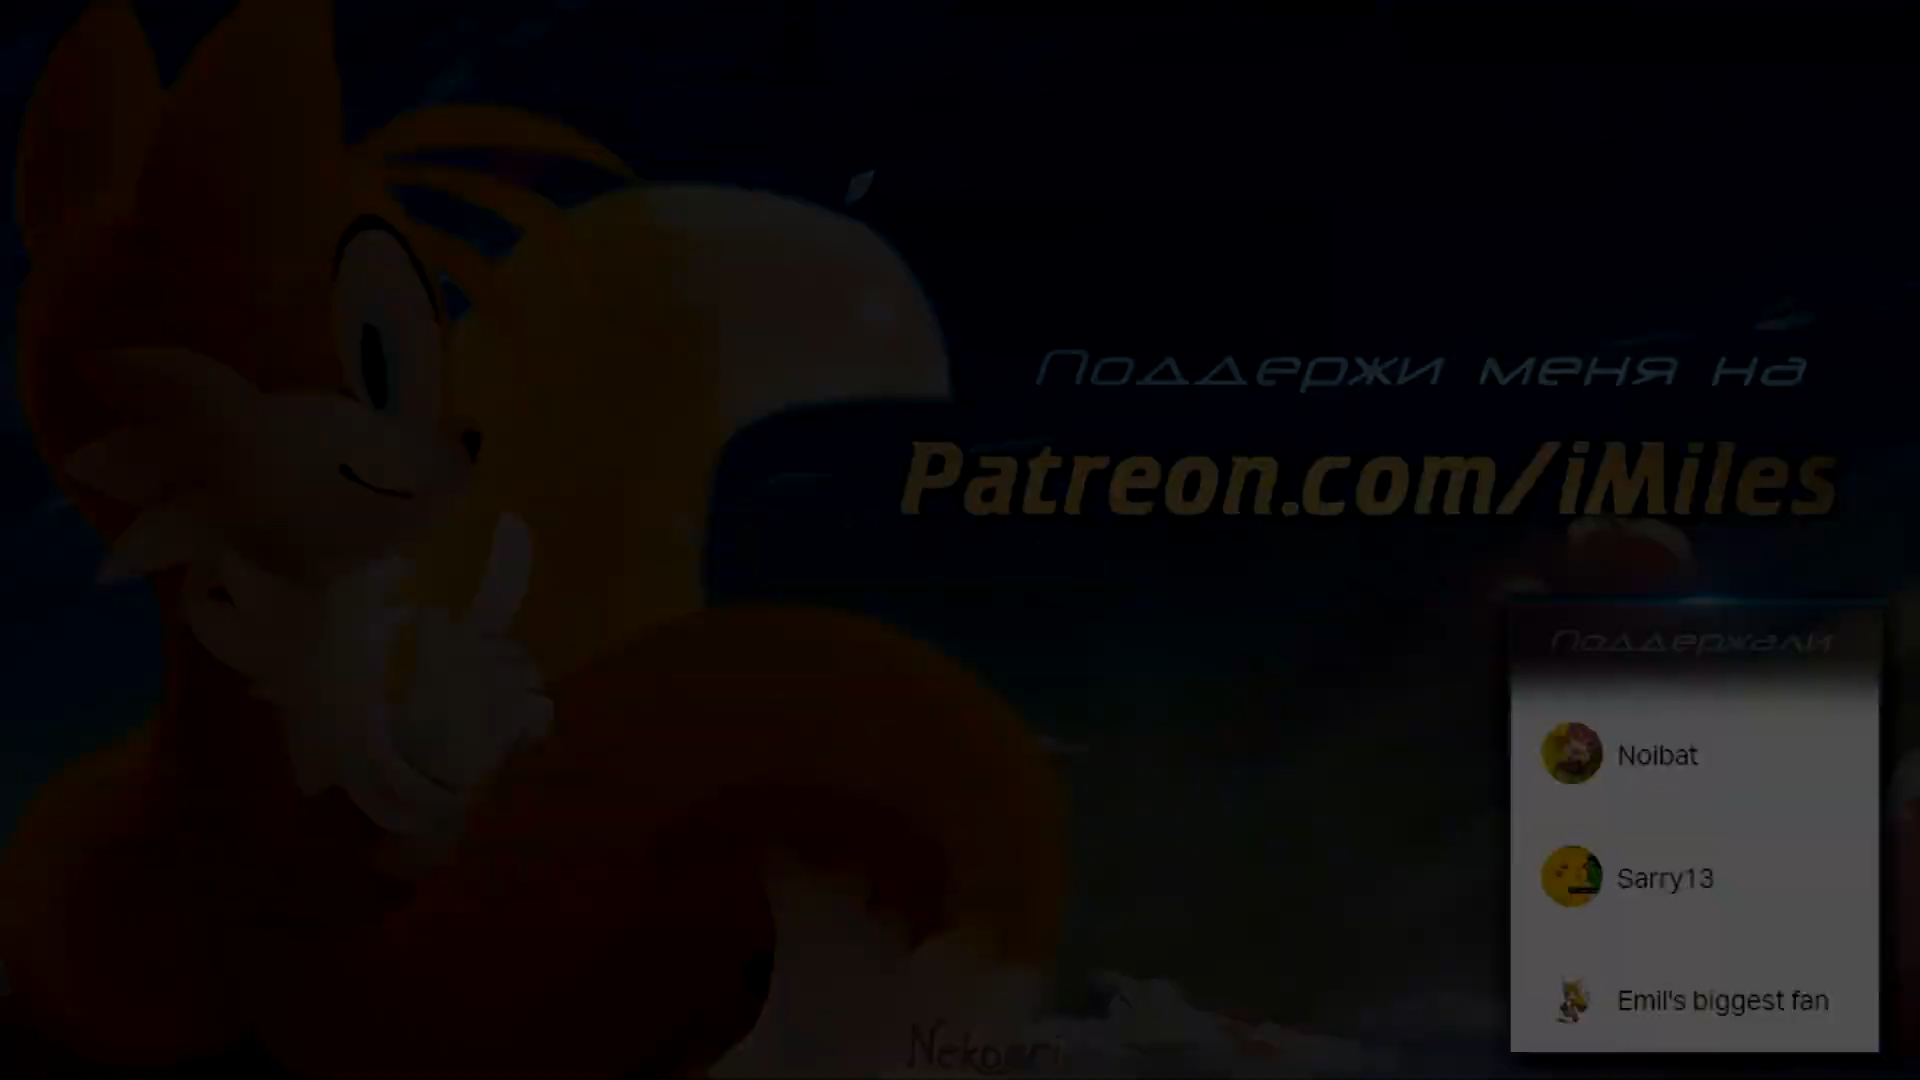 Поддержи меня на
Patreon.com/iMiles
Поддержали
Noibat
Sarry13
Emil's biggest fan